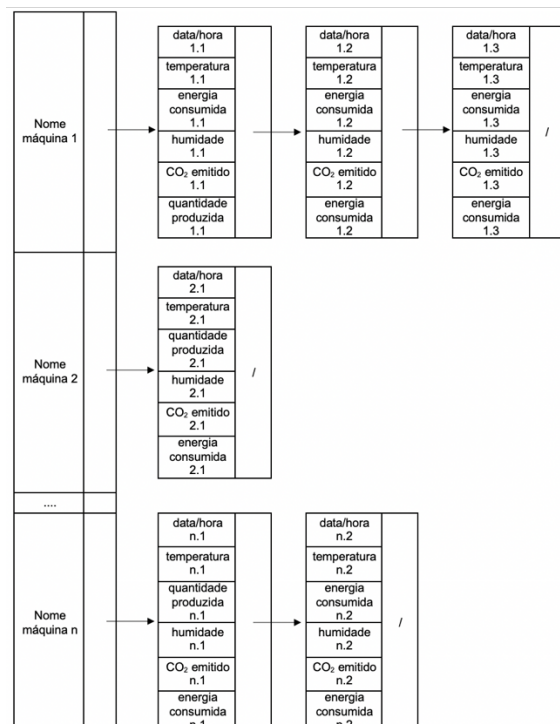 Nome
máquina 1
data/hora
1.1
temperatura
1.1
energia
consumida
1.1
humidade
1.1
CO₂ emitido
1.1
quantidade
produzida
1.1
data/hora
1.2
temperatura
1.2
energia
consumida
1.2
humidade
1.2
CO₂ emitido
1.2
energia
consumida
1.2
data/hora
1.3
temperatura
1.3
energia
consumida
1.3
humidade
1.3
CO₂ emitido
1.3
energia
consumida
1.3
/
Nome
máquina 2
data/hora
2.1
temperatura
2.1
quantidade
produzida
2.1
humidade
2.1
CO₂ emitido
2.1
energia
consumida
2.1
/
....
Nome
máquina n
data/hora
n.1
temperatura
n.1
quantidade
produzida
n.1
humidade
n.1
CO₂ emitido
n.1
energia
consumida
n.1
data/hora
n.2
temperatura
n.2
energia
consumida
n.2
humidade
n.2
CO₂ emitido
n.2
energia
consumida
n.2
/